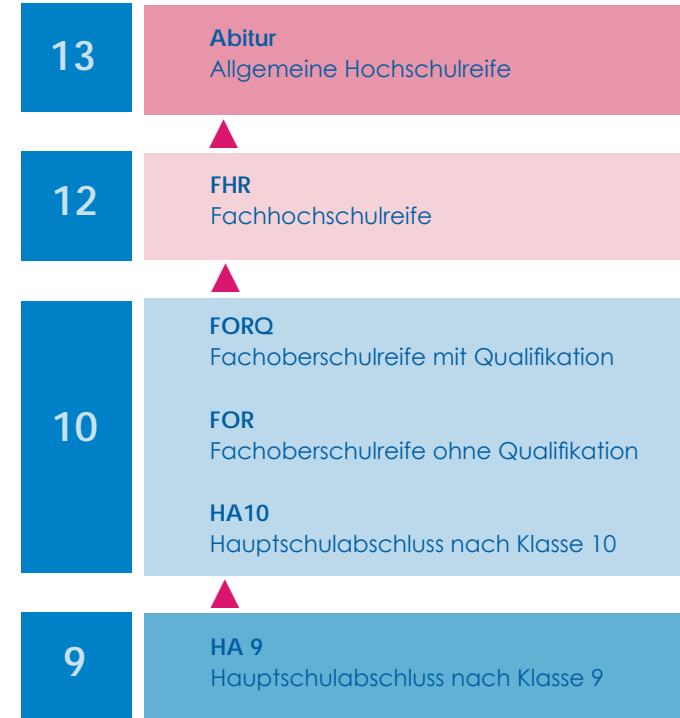 13
Abitur
Allgemeine Hochschulreife
12
FHR
Fachhochschulreife
10
FORQ
Fachoberschulreife mit Qualifikation
FOR
Fachoberschulreife ohne Qualifikation
HA10
Hauptschulabschluss nach Klasse 10
9
HA 9
Hauptschulabschluss nach Klasse 9